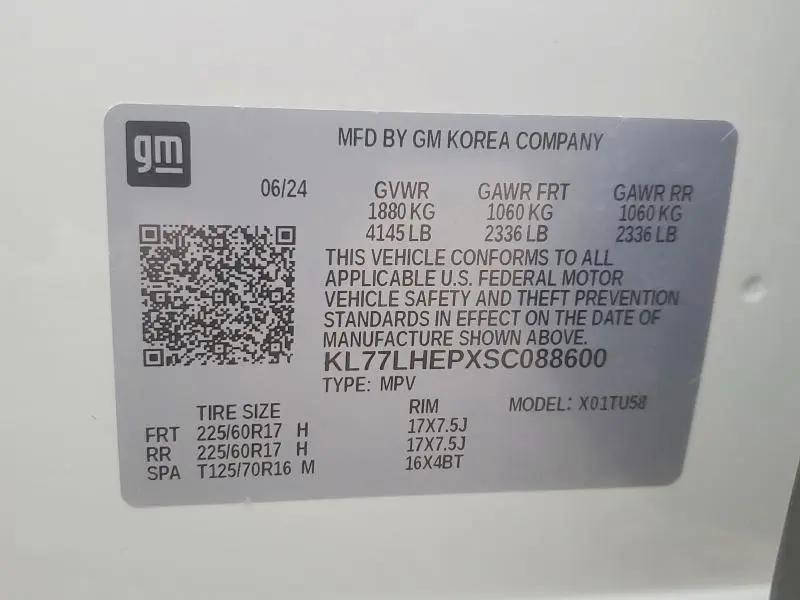 gm
MFD BY GM KOREA COMPANY
06/24 GVWR GAWR FRT GAWR RR
1880 KG 1060 KG 1060 KG
4145 LB 2336 LB 2336 LB
THIS VEHICLE CONFORMS TO ALL
APPLICABLE U.S. FEDERAL MOTOR
VEHICLE SAFETY AND THEFT PREVENTION
STANDARDS IN EFFECT ON THE DATE OF
MANUFACTURE SHOWN ABOVE.
KL77LHEPXSC088600
TYPE: MPV
TIRE SIZE RIM MODEL: X01TU58
FRT 225/60R17 H 17X7.5J
RR 225/60R17 H 17X7.5J
SPA T125/70R16 M 16X4BT